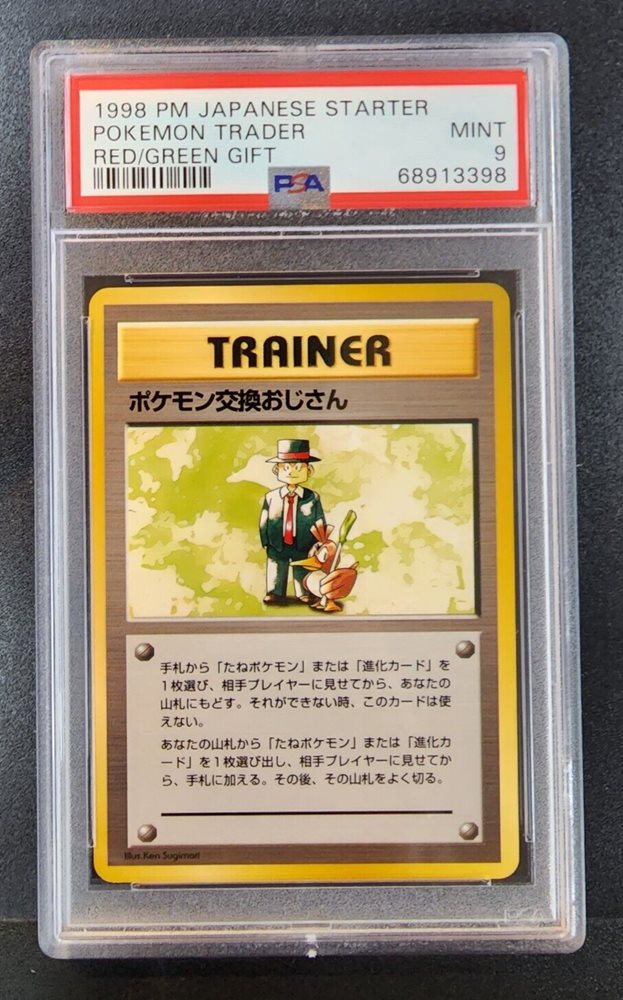 1998 PM JAPANESE STARTER
POKEMON TRADER MINT
RED/GREEN GIFT 9
PSA 68913398
TRAINER
ポケモン交換おじさん
手札から「たねポケモン」または「進化カード」を
1枚選び、相手プレイヤーに見せてから、あなたの
山札にもどす。それができない時、このカードは使
えない。
あなたの山札から「たねポケモン」または「進化カ
ード」を1枚選び出し、相手プレイヤーに見せてか
ら、手札に加える。その後、その山札をよく切る。
Illus.Ken Sugimori
PSA